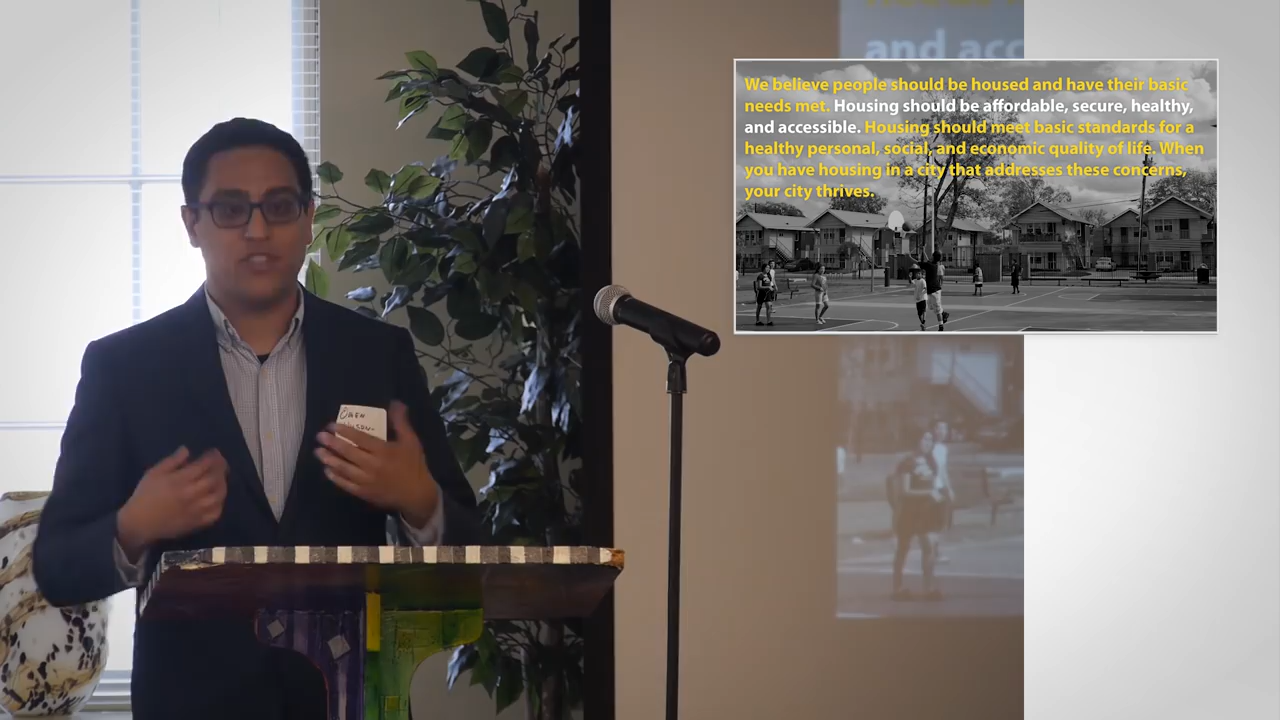 and acc
We believe people should be housed and have their basic
needs met. Housing should be affordable, secure, healthy,
and accessible. Housing should meet basic standards for a
healthy personal, social, and economic quality of life. When
you have housing in a city that addresses these concerns,
your city thrives.